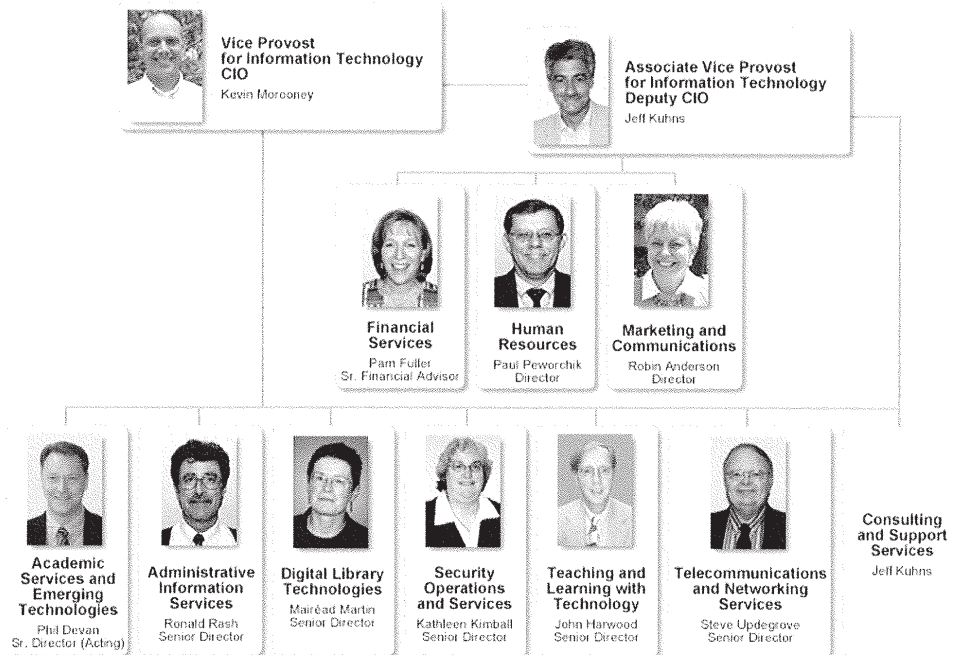 Vice Provost
for Information Technology
CIO
Kevin Morooney
Associate Vice Provost
for Information Technology
Deputy CIO
Jeff Kuhns
Financial
Services
Pam Fuller
Sr. Financial Advisor
Human
Resources
Paul Peworchik
Director
Marketing and
Communications
Robin Anderson
Director
Academic
Services and
Emerging
Technologies
Phil Devan
Sr. Director (Acting)
Administrative
Information
Services
Ronald Rash
Senior Director
Digital Library
Technologies
Mairéad Martin
Senior Director
Security
Operations
and Services
Kathleen Kimball
Senior Director
Teaching and
Learning with
Technology
John Harwood
Senior Director
Telecommunications
and Networking
Services
Steve Updegrove
Senior Director
Consulting
and Support
Services
Jeff Kuhns